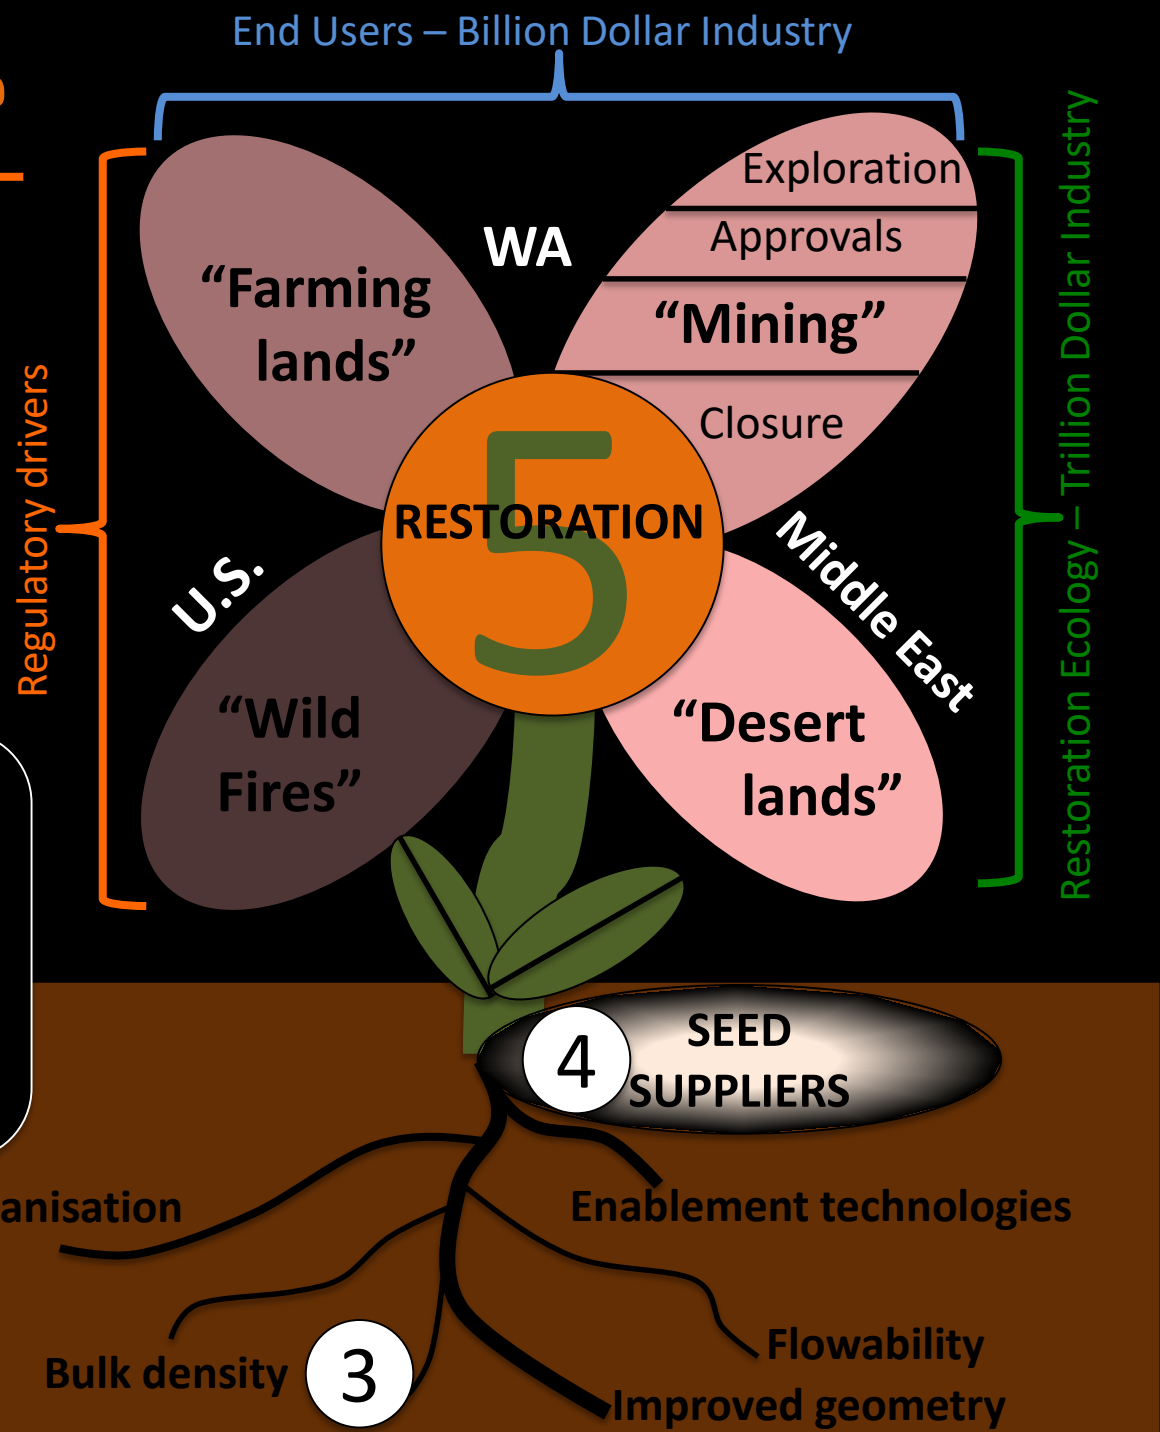 End Users – Billion Dollar Industry
Exploration
Approvals
WA
“Farming
lands”
“Mining”
Closure
Regulatory drivers
Restoration Ecology – Trillion Dollar Industry
5
RESTORATION
U.S.
Middle East
“Wild
Fires”
“Desert
lands”
4
SEED
SUPPLIERS
anisation
Enablement technologies
Bulk density
3
Flowability
Improved geometry